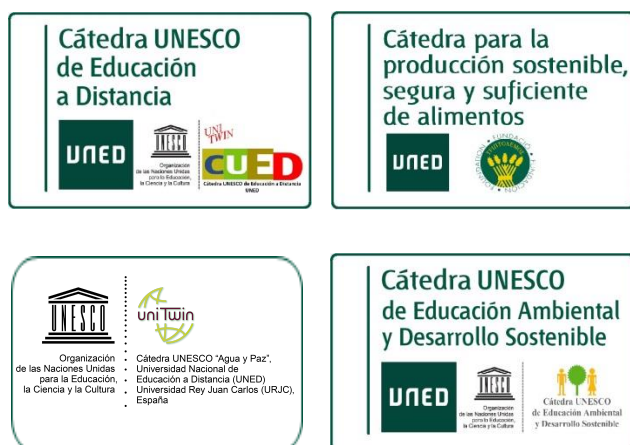 Cátedra UNESCO
de Educación
a Distancia
UNED
UNESCO
Organización
de las Naciones Unidas
para la Educación,
la Ciencia y la Cultura
UNI
TWIN
CUED
Cátedra UNESCO de Educación a Distancia
UNED
Cátedra para la
producción sostenible,
segura y suficiente
de alimentos
UNED
UNESCO
Organización
de las Naciones Unidas
para la Educación,
la Ciencia y la Cultura
uniTwin
Cátedra UNESCO "Agua y Paz",
Universidad Nacional de
Educación a Distancia (UNED)
Universidad Rey Juan Carlos (URJC),
España
Cátedra UNESCO
de Educación Ambiental
y Desarrollo Sostenible
UNED
UNESCO
Organización
de las Naciones Unidas
para la Educación,
la Ciencia y la Cultura
Cátedra UNESCO
de Educación Ambiental
y Desarrollo Sostenible